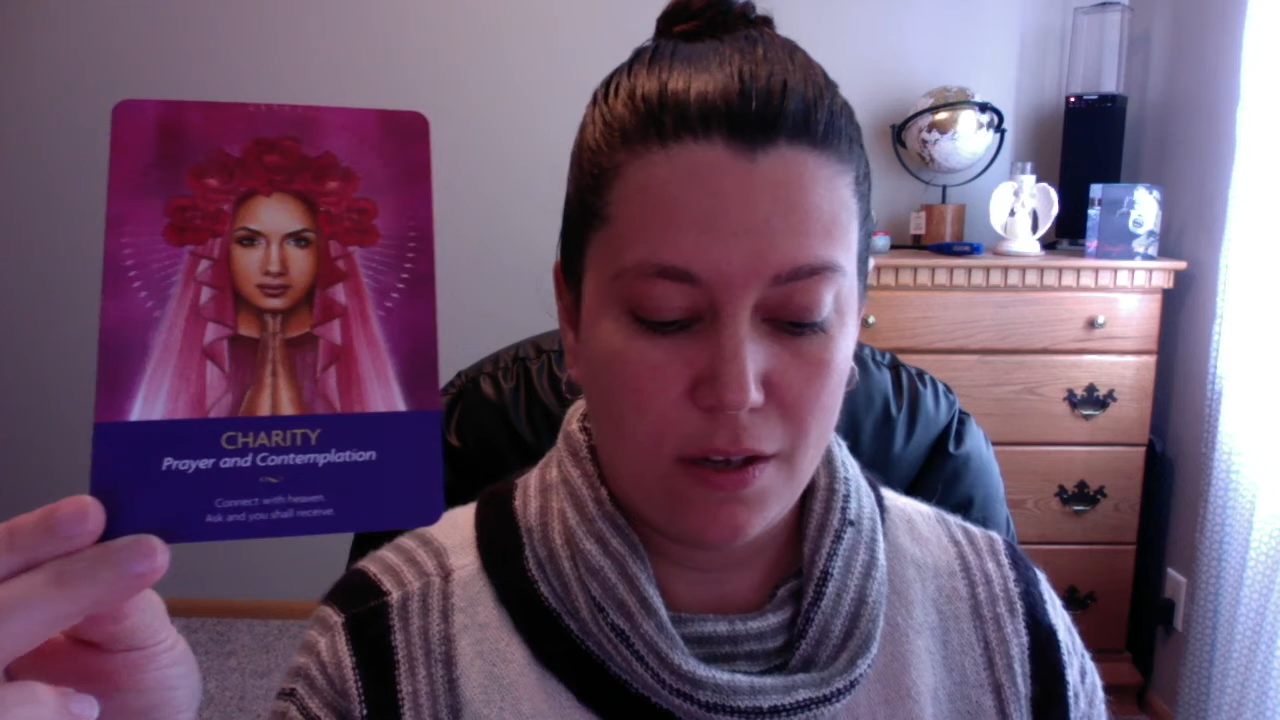 CHARITY
Prayer and Contemplation
Connect with heaven.
Ask and you shall receive.